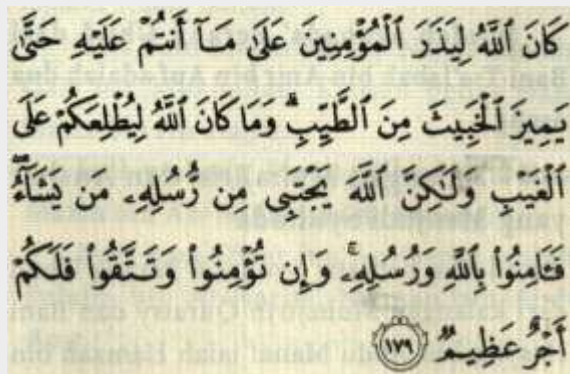 كَانَ ٱللَّهُ لِيَذَرَ ٱلْمُؤْمِنِينَ عَلَىٰ مَآ أَنتُمْ عَلَيْهِ حَتَّىٰ
يَمِيزَ ٱلْخَبِيثَ مِنَ ٱلطَّيِّبِ ۗ وَمَا كَانَ ٱللَّهُ لِيُطْلِعَكُمْ عَلَى
ٱلْغَيْبِ وَلَٰكِنَّ ٱللَّهَ يَجْتَبِى مِن رُّسُلِهِۦ مَن يَشَآءُ ۖ
فَـَٔامِنُوا۟ بِٱللَّهِ وَرُسُلِهِۦ ۚ وَإِن تُؤْمِنُوا۟ وَتَتَّقُوا۟ فَلَكُمْ
أَجْرٌ عَظِيمٌ ﴿١٧٩﴾